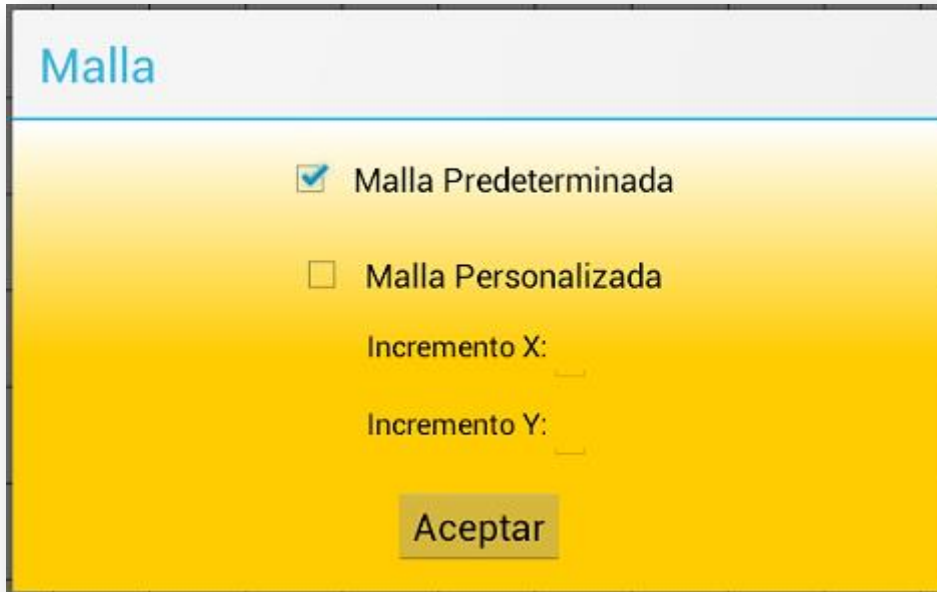 Malla
Malla Predeterminada
Malla Personalizada
Incremento X:
Incremento Y:
Aceptar